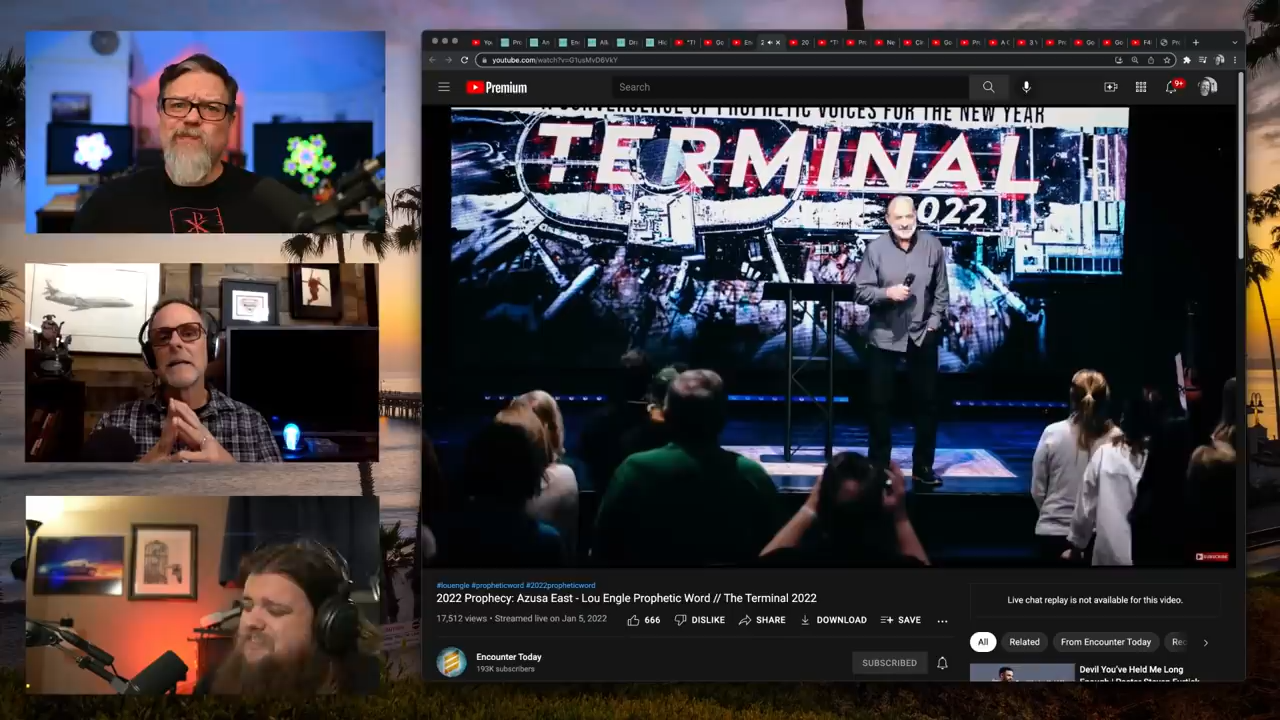 youtube.com/watch?v=G1usMvD6VkY
Premium
Search
9+
A CONVERGENCE OF PROPHETIC VOICES FOR THE NEW YEAR
TERMINAL
2022
SUBSCRIBE
#louengle #propheticword #2022propheticword
2022 Prophecy: Azusa East - Lou Engle Prophetic Word // The Terminal 2022
17,512 views • Streamed live on Jan 5, 2022
666
DISLIKE
SHARE
DOWNLOAD
SAVE
Encounter Today
193K subscribers
SUBSCRIBED
Live chat replay is not available for this video.
All
Related
From Encounter Today
Rec
Devil You've Held Me Long